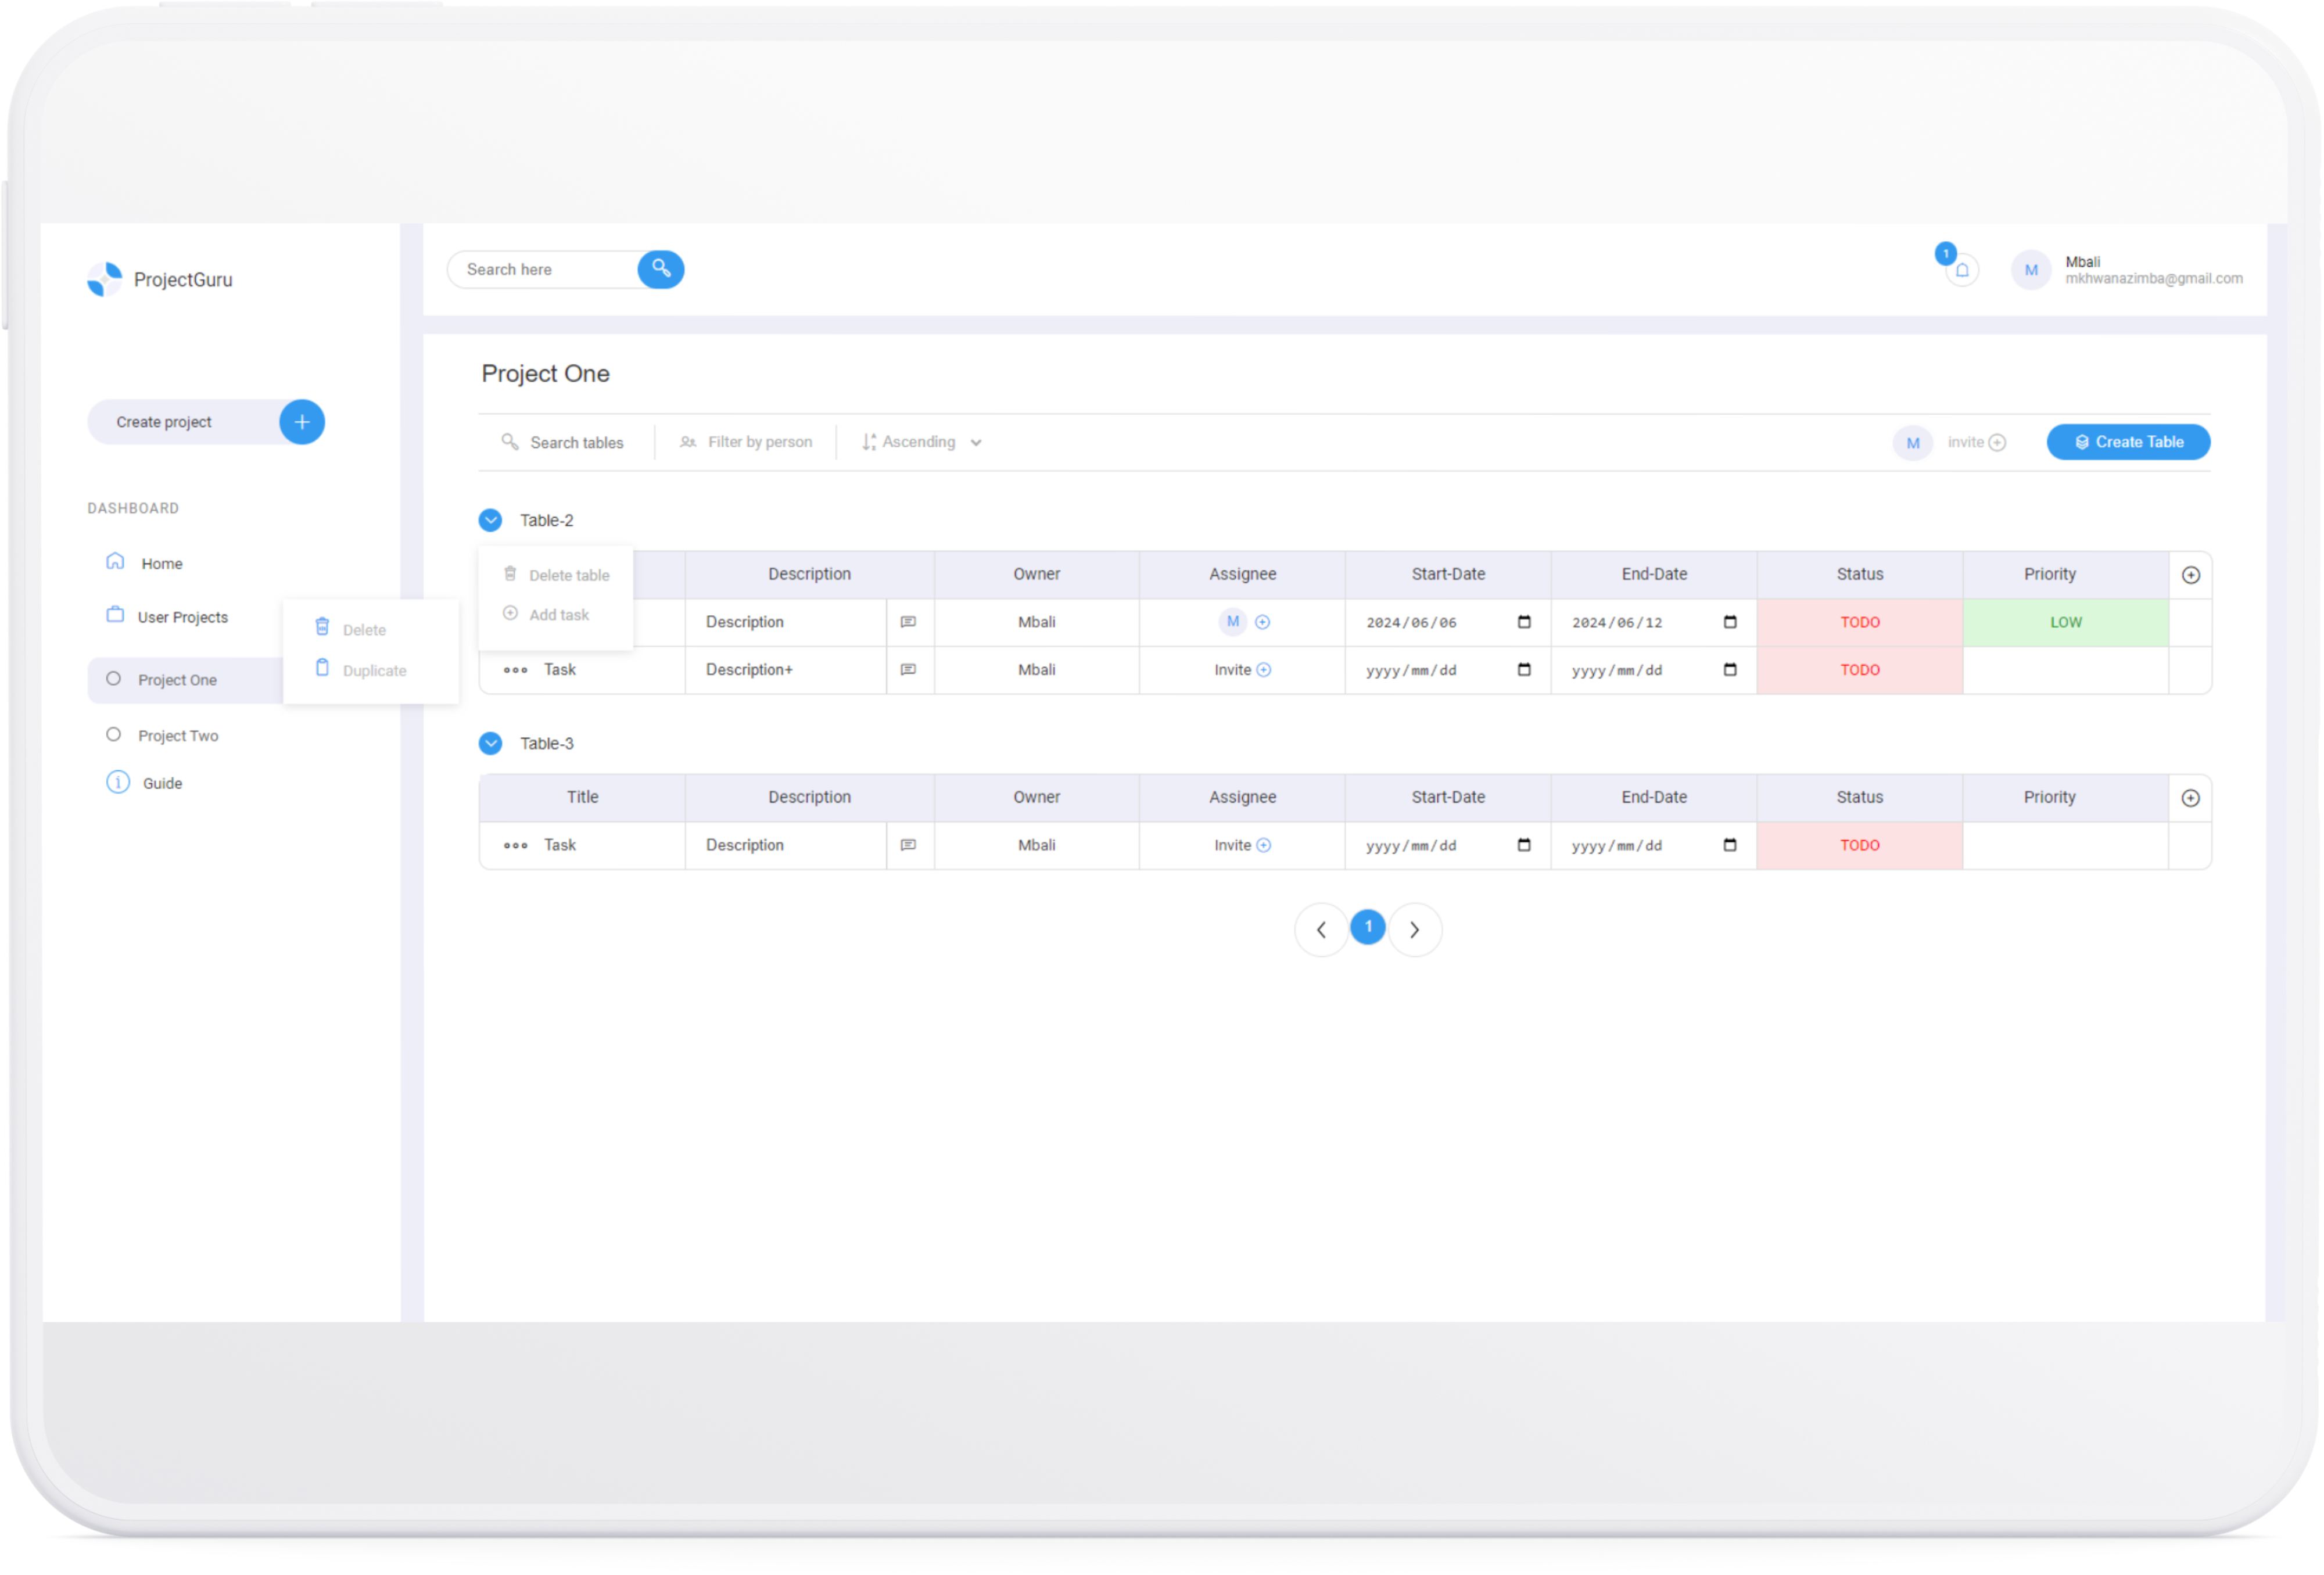 ProjectGuru
Search here
1
M
Mbali
mkhwanazimba@gmail.com
Create project
DASHBOARD
Home
User Projects
Project One
Project Two
Guide
Delete
Duplicate
Project One
Search tables
Filter by person
Ascending
M
invite
Create Table
Table-2
Delete table
Add task
Description Owner Assignee Start-Date End-Date Status Priority
Description Mbali M 2024/06/06 2024/06/12 TODO LOW
Task Description+ Mbali Invite yyyy/mm/dd yyyy/mm/dd TODO
Table-3
Title Description Owner Assignee Start-Date End-Date Status Priority
Task Description Mbali Invite yyyy/mm/dd yyyy/mm/dd TODO
1